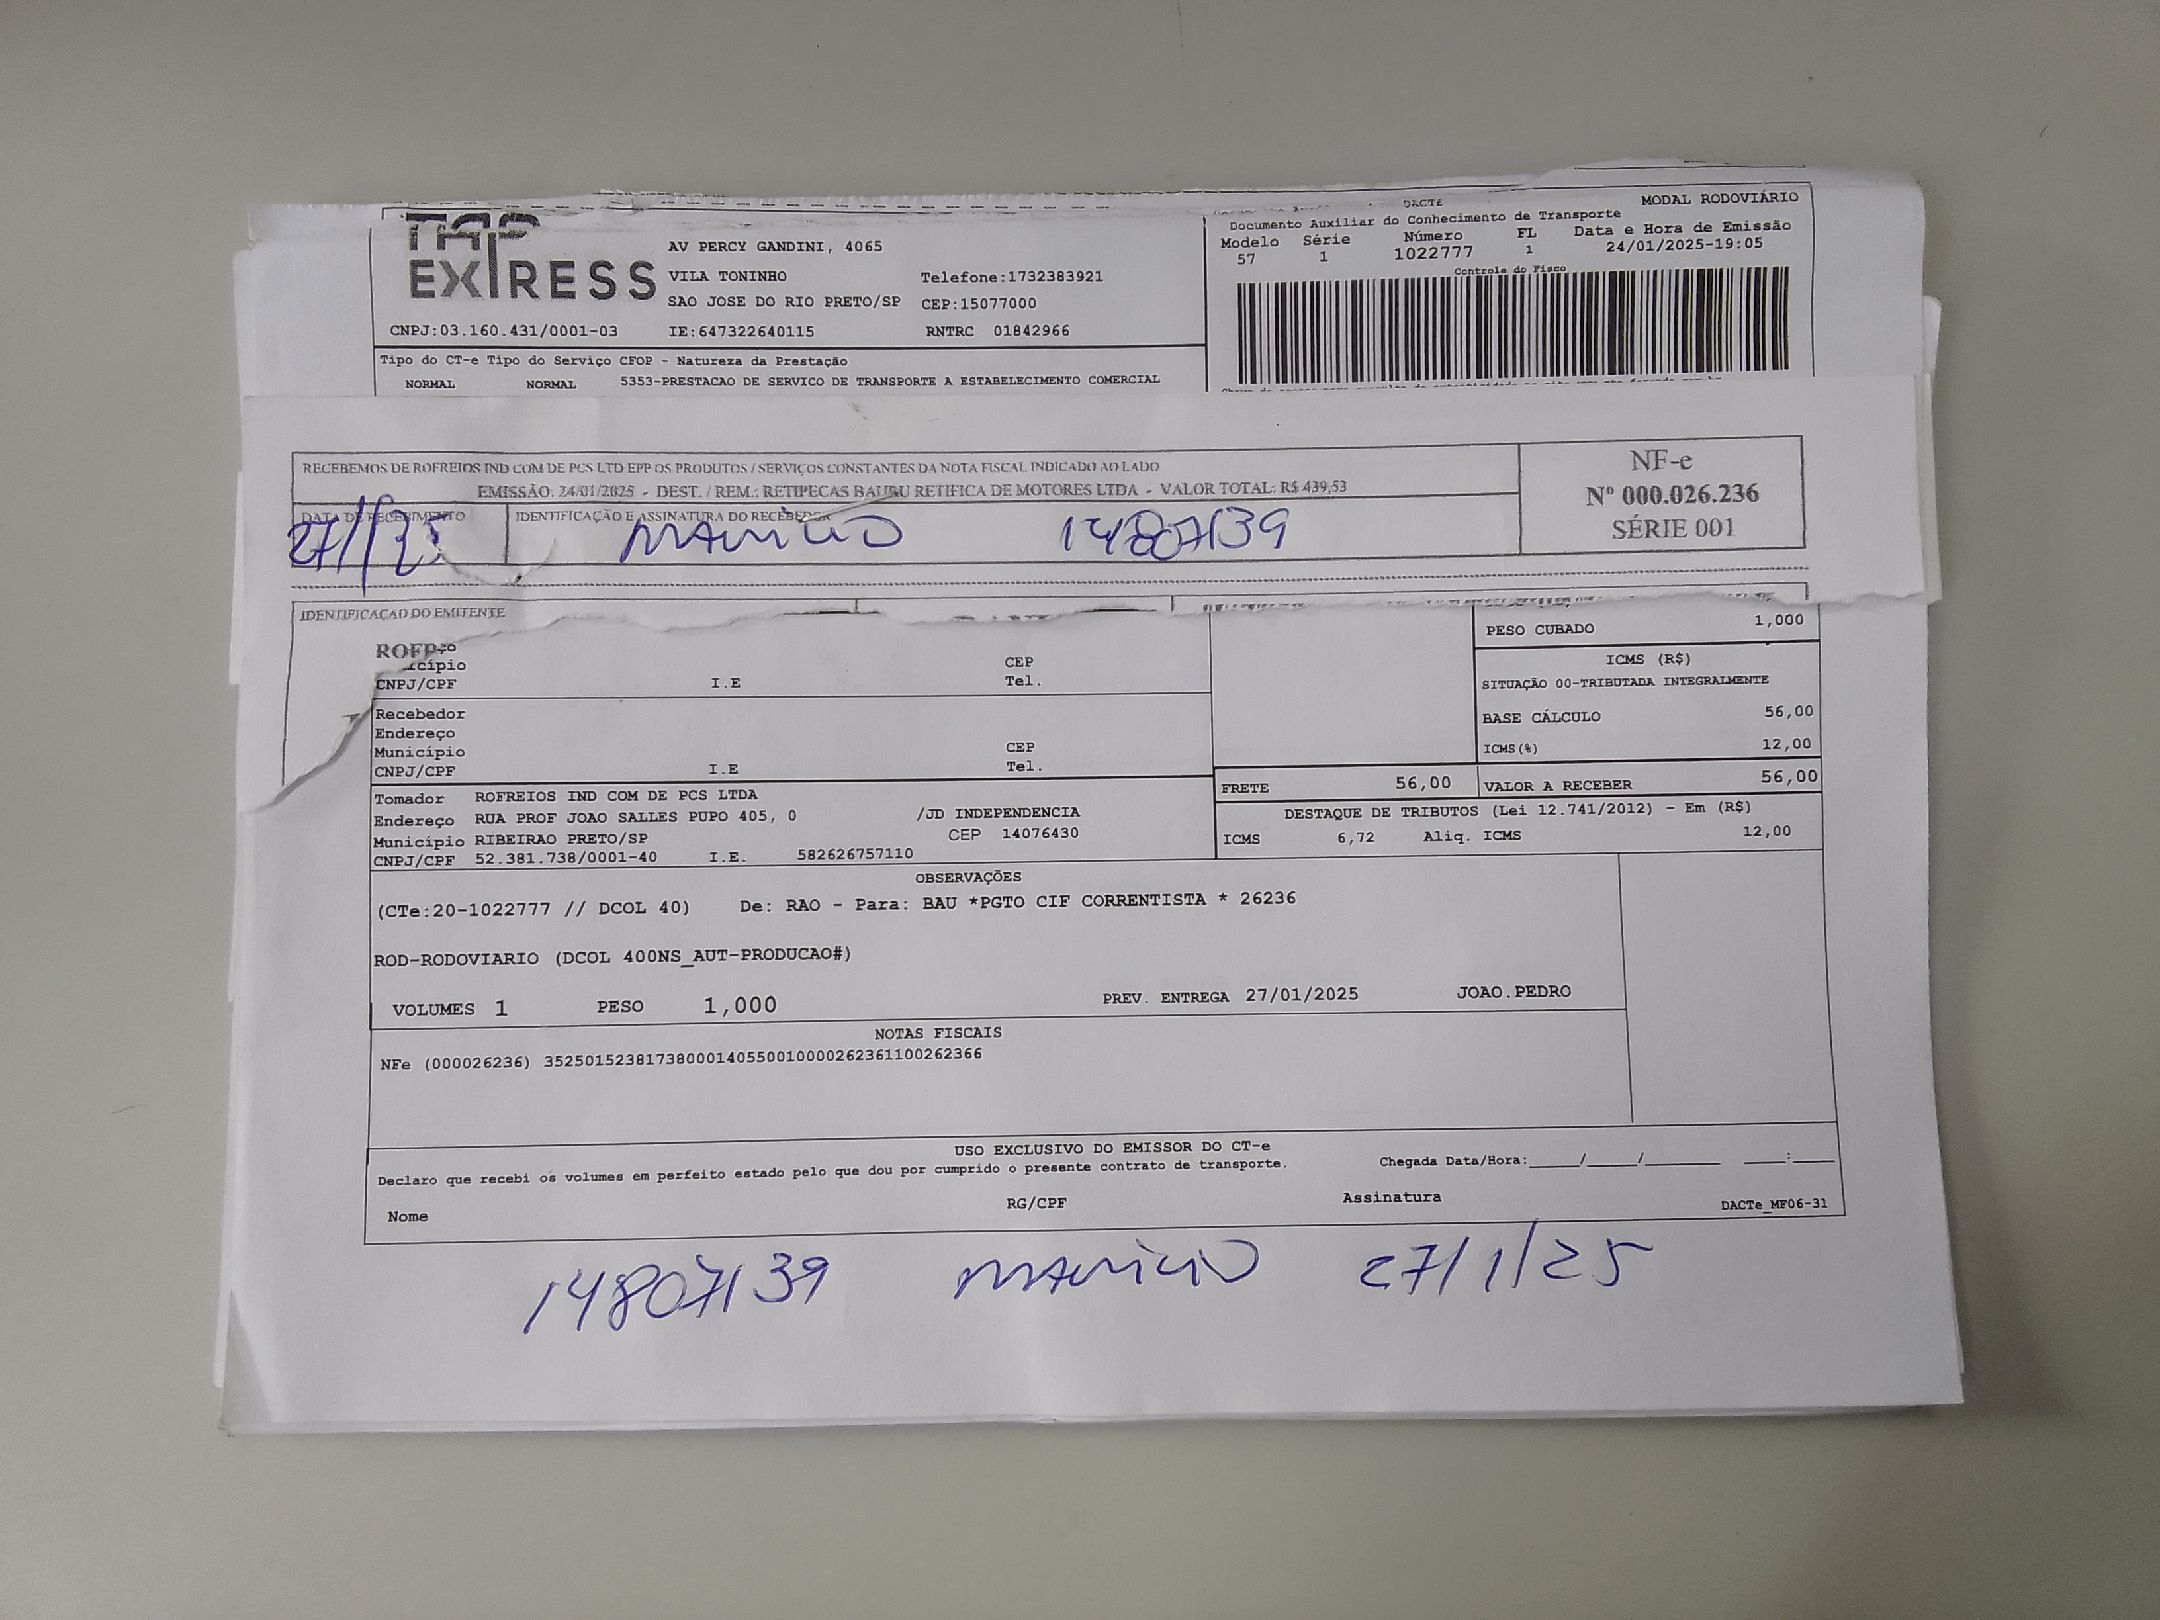 TAP
EXPRESS
AV PERCY GANDINI, 4065
VILA TONINHO
Telefone:1732383921
SAO JOSE DO RIO PRETO/SP CEP:15077000
CNPJ:03.160.431/0001-03 IE:647322640115 RNTRC 01842966
DACTE
MODAL RODOVIÁRIO
Documento Auxiliar do Conhecimento de Transporte
Modelo Série Número FL Data e Hora de Emissão
57 1 1022777 1 24/01/2025-19:05
Controle do Fisco
Tipo do CT-e Tipo do Serviço CFOP - Natureza da Prestação
NORMAL NORMAL 5353-PRESTACAO DE SERVICO DE TRANSPORTE A ESTABELECIMENTO COMERCIAL
RECEBEMOS DE ROFREIOS IND COM DE PCS LTD EPP OS PRODUTOS / SERVIÇOS CONSTANTES DA NOTA FISCAL INDICADO AO LADO
EMISSÃO: 24/01/2025 - DEST. / REM.: RETIPECAS BAURU RETIFICA DE MOTORES LTDA - VALOR TOTAL: R$ 439,53
NF-e
Nº 000.026.236
SÉRIE 001
DATA DE RECEBIMENTO IDENTIFICAÇÃO E ASSINATURA DO RECEBEDOR
27/1/25 MAURICIO 14807139
IDENTIFICAÇÃO DO EMITENTE
PESO CUBADO 1,000
CEP
CNPJ/CPF I.E Tel.
ICMS (R$)
SITUAÇÃO 00-TRIBUTADA INTEGRALMENTE
BASE CÁLCULO 56,00
ICMS(%) 12,00
Recebedor
Endereço
Município CEP
CNPJ/CPF I.E Tel.
FRETE 56,00 VALOR A RECEBER 56,00
Tomador ROFREIOS IND COM DE PCS LTDA
Endereço RUA PROF JOAO SALLES PUPO 405, 0 /JD INDEPENDENCIA
Município RIBEIRAO PRETO/SP CEP 14076430
CNPJ/CPF 52.381.738/0001-40 I.E. 582626757110
DESTAQUE DE TRIBUTOS (Lei 12.741/2012) - Em (R$)
ICMS 6,72 Aliq. ICMS 12,00
OBSERVAÇÕES
(CTe:20-1022777 // DCOL 40) De: RAO - Para: BAU *PGTO CIF CORRENTISTA * 26236
ROD-RODOVIARIO (DCOL 400NS_AUT-PRODUCAO#)
VOLUMES 1 PESO 1,000 PREV. ENTREGA 27/01/2025 JOAO.PEDRO
NOTAS FISCAIS
NFe (000026236) 35250152381738000140550010000262361100262366
USO EXCLUSIVO DO EMISSOR DO CT-e
Declaro que recebi os volumes em perfeito estado pelo que dou por cumprido o presente contrato de transporte.
Chegada Data/Hora:____/____/______ ___:___
Nome RG/CPF Assinatura DACTe_MF06-31
14807139 MAURICIO 27/1/25